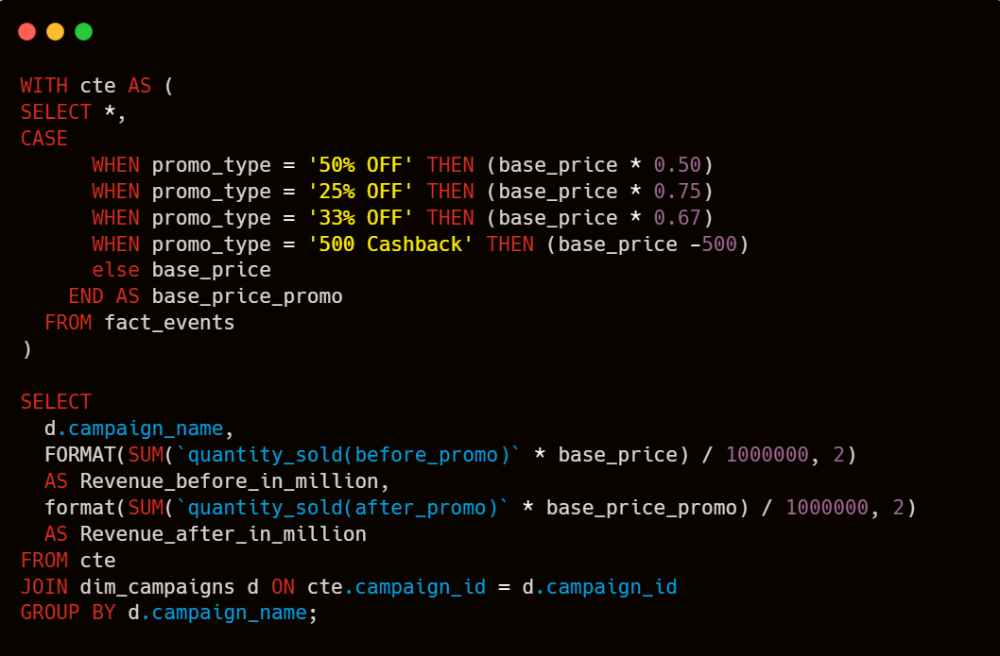 WITH cte AS (
SELECT *,
CASE
      WHEN promo_type = '50% OFF' THEN (base_price * 0.50)
      WHEN promo_type = '25% OFF' THEN (base_price * 0.75)
      WHEN promo_type = '33% OFF' THEN (base_price * 0.67)
      WHEN promo_type = '500 Cashback' THEN (base_price -500)
      else base_price
    END AS base_price_promo
  FROM fact_events
)

SELECT
  d.campaign_name,
  FORMAT(SUM(`quantity_sold(before_promo)` * base_price) / 1000000, 2)
  AS Revenue_before_in_million,
  format(SUM(`quantity_sold(after_promo)` * base_price_promo) / 1000000, 2)
  AS Revenue_after_in_million
FROM cte
JOIN dim_campaigns d ON cte.campaign_id = d.campaign_id
GROUP BY d.campaign_name;